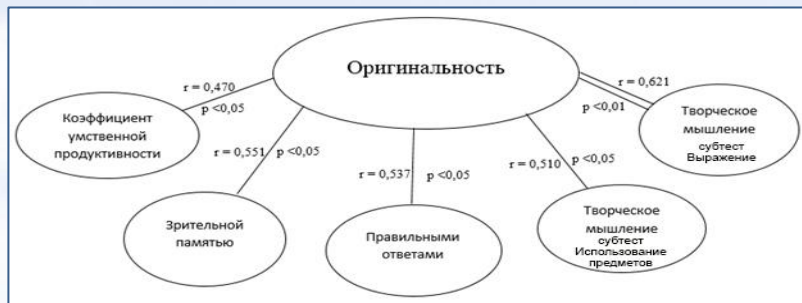 Оригинальность
r = 0,470
p <0,05
Коэффициент
умственной
продуктивности
r = 0,551
p <0,05
Зрительной
памятью
r = 0,537
p <0,05
Правильными
ответами
r = 0,510
p <0,05
Творческое
мышление
субтест
Использование
предметов
r = 0,621
p <0,01
Творческое
мышление
субтест
Выражение